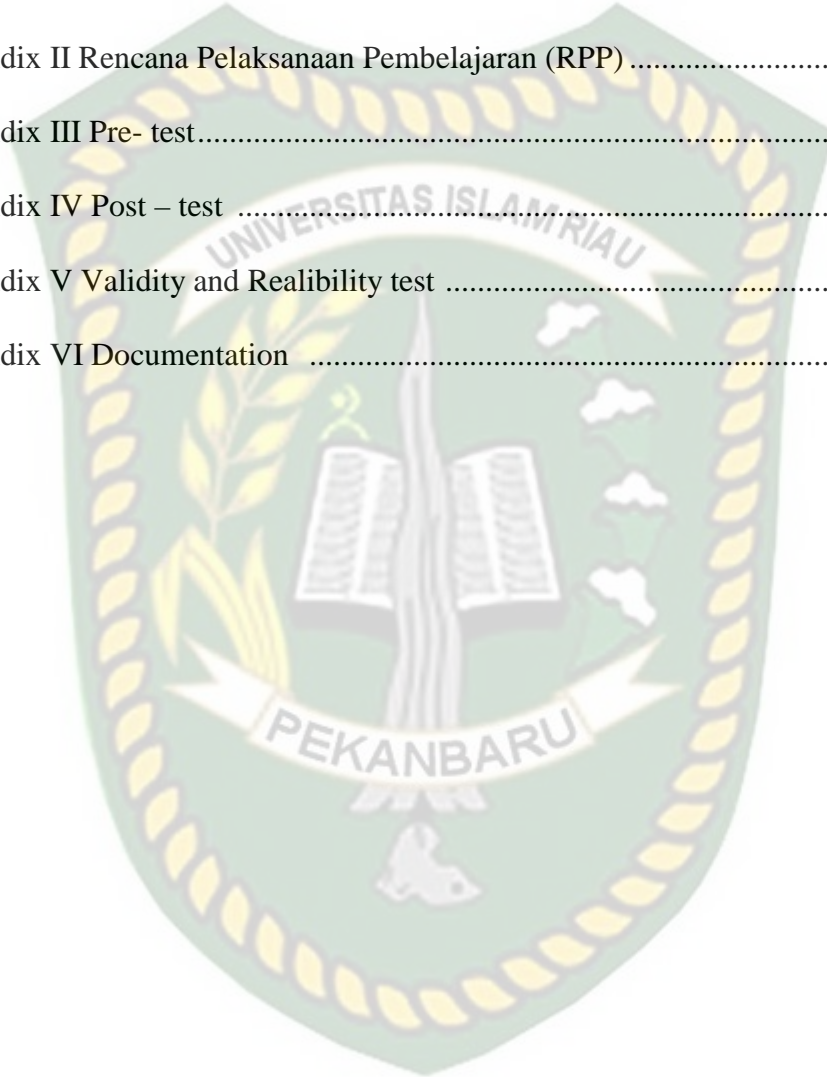 dix II Rencana Pelaksanaan Pembelajaran (RPP) ........................
dix III Pre- test...............................................................................
dix IV Post – test ..........................................................................
dix V Validity and Realibility test ................................................
dix VI Documentation .................................................................
UNIVERSITAS ISLAM RIAU
PEKANBARU